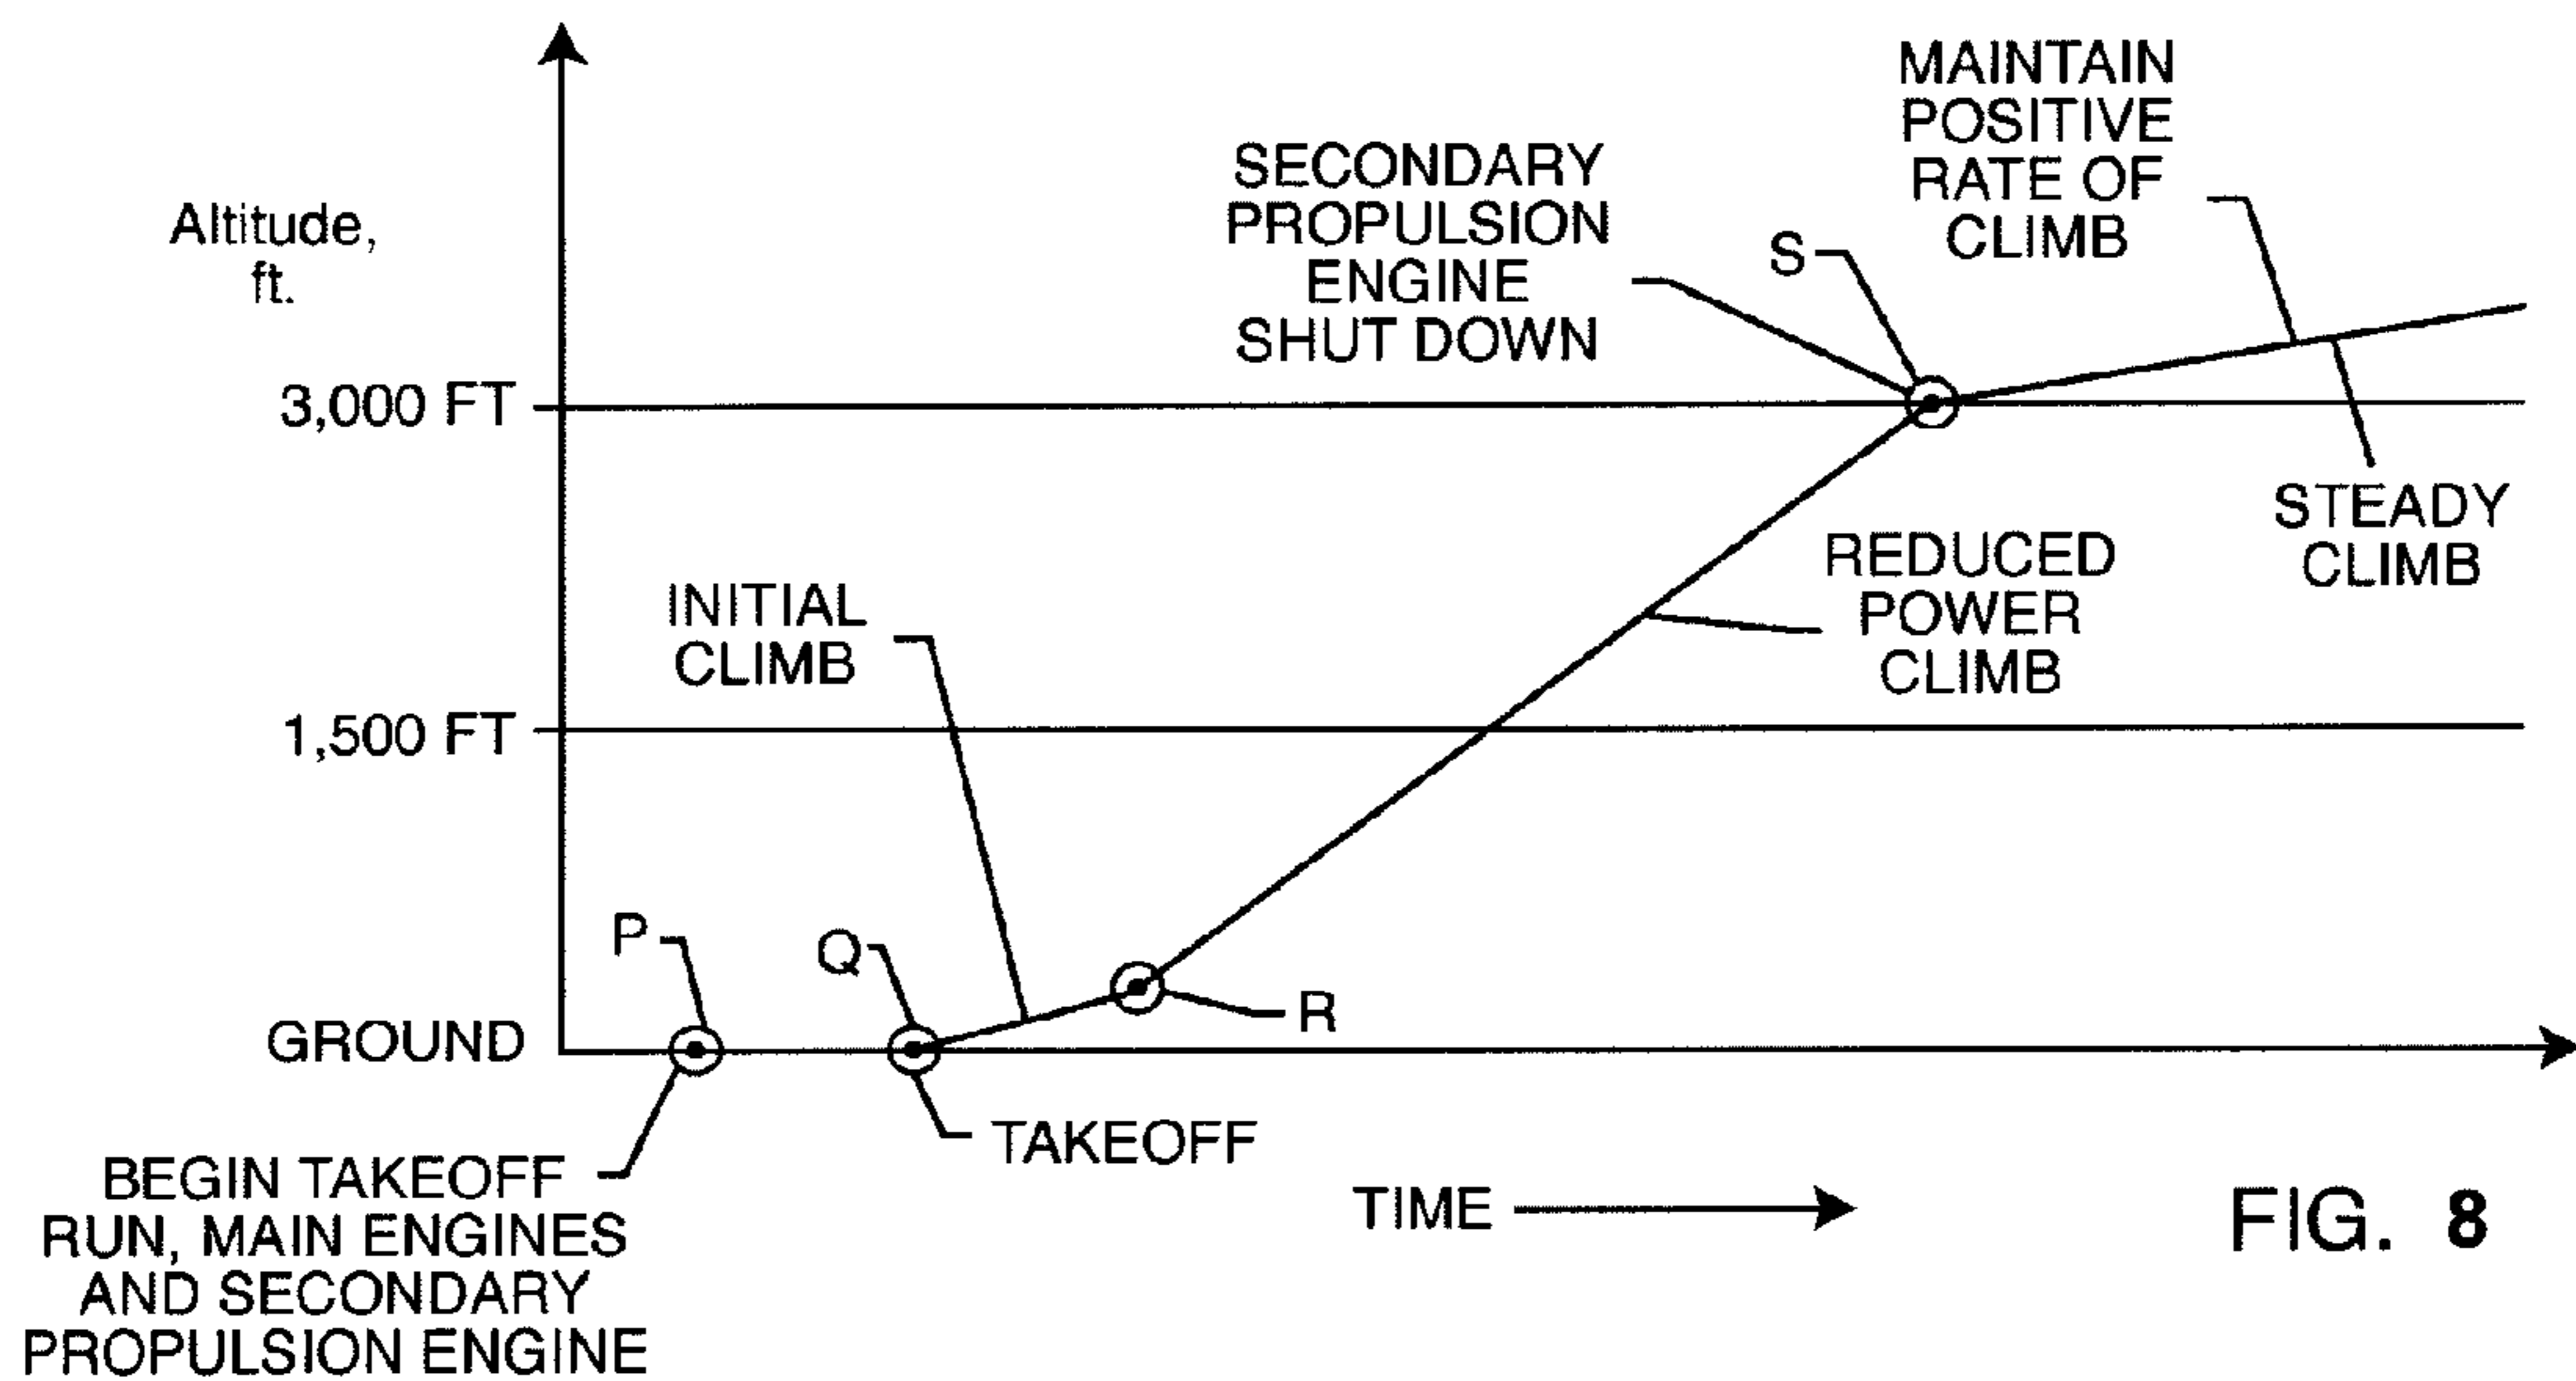 MAINTAIN
POSITIVE
RATE OF
CLIMB
SECONDARY
PROPULSION
ENGINE
SHUT DOWN
S
Altitude,
ft.
3,000 FT
STEADY
CLIMB
REDUCED
POWER
CLIMB
INITIAL
CLIMB
1,500 FT
P
Q
R
GROUND
TAKEOFF
BEGIN TAKEOFF
RUN, MAIN ENGINES
AND SECONDARY
PROPULSION ENGINE
TIME
FIG. 8